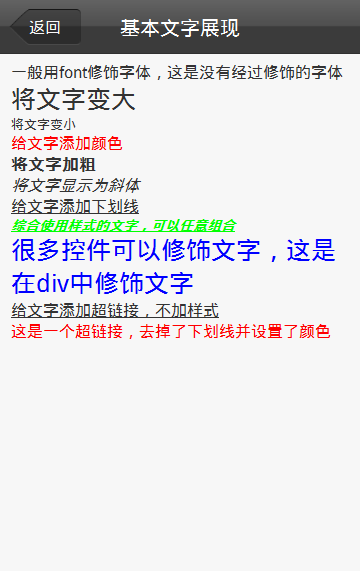 返回 基本文字展现
一般用font修饰字体，这是没有经过修饰的字体
将文字变大
将文字变小
给文字添加颜色
将文字加粗
将文字显示为斜体
给文字添加下划线
综合使用样式的文字，可以任意组合
很多控件可以修饰文字，这是
在div中修饰文字
给文字添加超链接，不加样式
这是一个超链接，去掉了下划线并设置了颜色